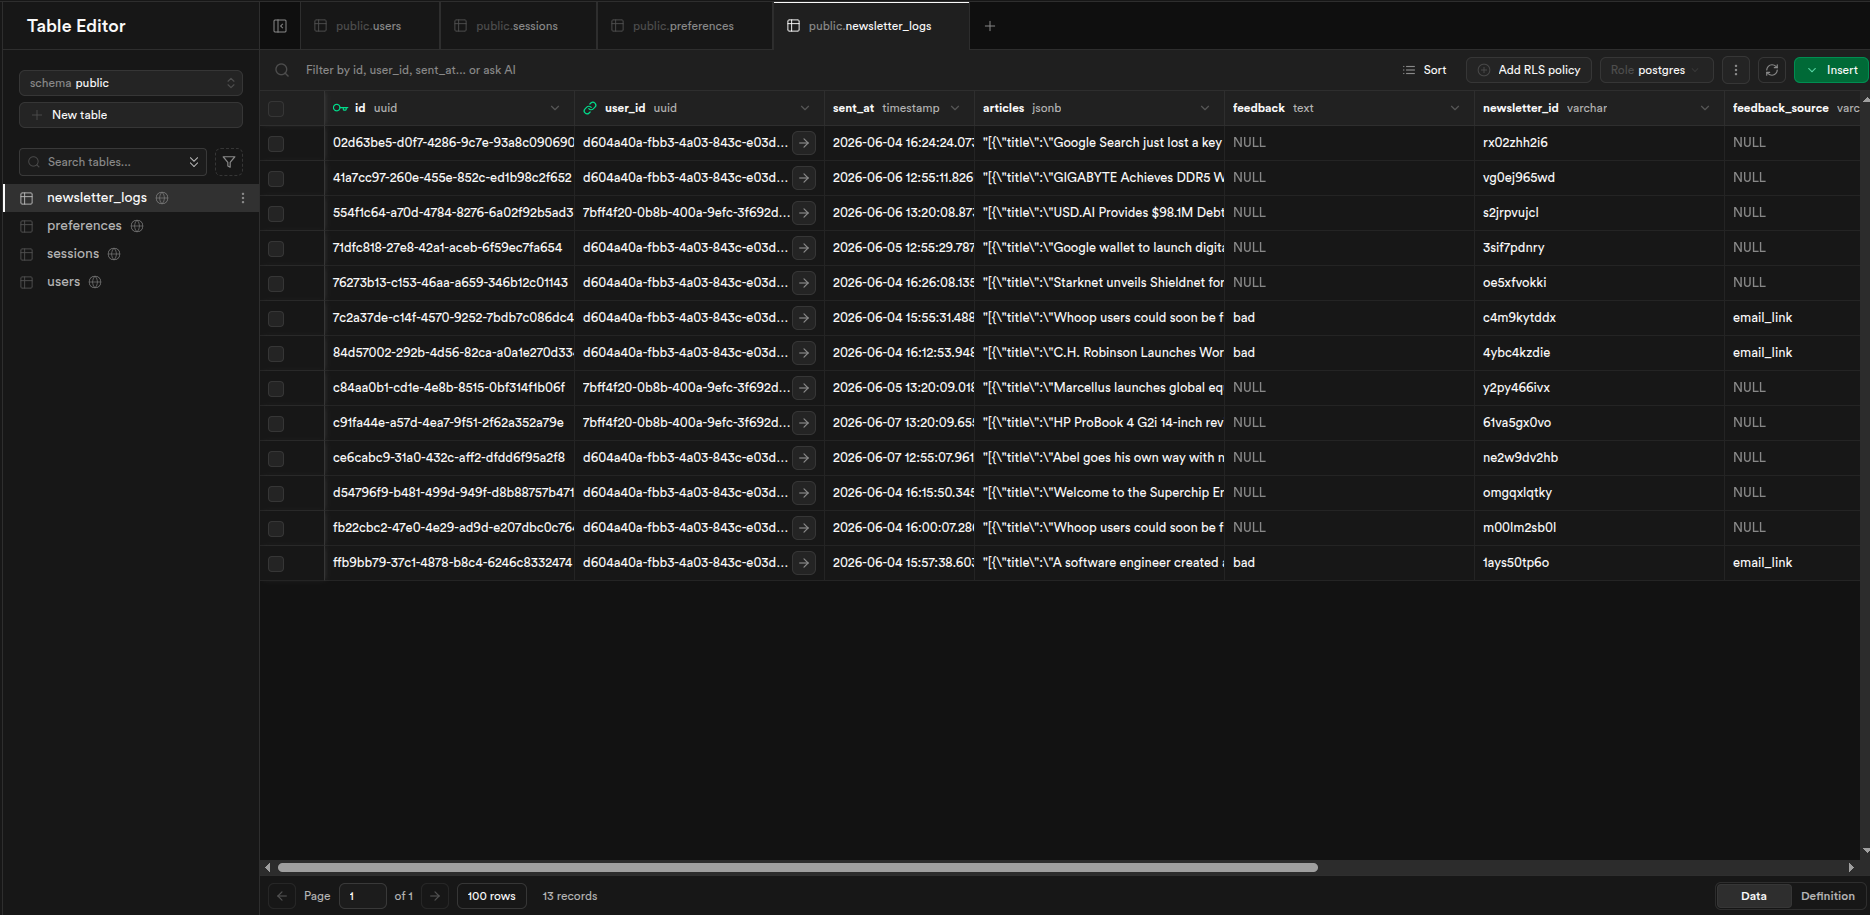 Table Editor
public.users
public.sessions
public.preferences
public.newsletter_logs
schema public
New table
Search tables...
newsletter_logs
preferences
sessions
users
Filter by id, user_id, sent_at... or ask AI
Sort
Add RLS policy
Role postgres
Insert
id uuid user_id uuid sent_at timestamp articles jsonb feedback text newsletter_id varchar feedback_source varc
02d63be5-d0f7-4286-9c7e-93a8c090690 d604a40a-fbb3-4a03-843c-e03d... 2026-06-04 16:24:24.07 "[{\"title\":\"Google Search just lost a key NULL rx02zhh2i6 NULL
41a7cc97-260e-455e-852c-ed1b98c2f652 d604a40a-fbb3-4a03-843c-e03d... 2026-06-06 12:55:11.826 "[{\"title\":\"GIGABYTE Achieves DDR5 W NULL vg0ej965wd NULL
554f1c64-a70d-4784-8276-6a02f92b5ad3 7bff4f20-0b8b-400a-9efc-3f692d... 2026-06-06 13:20:08.87 "[{\"title\":\"USD.AI Provides $98.1M Debt NULL s2jrpvujcl NULL
71dfc818-27e8-42a1-aceb-6f59ec7fa654 d604a40a-fbb3-4a03-843c-e03d... 2026-06-05 12:55:29.787 "[{\"title\":\"Google wallet to launch digita NULL 3sif7pdnry NULL
76273b13-c153-46aa-a659-346b12c01143 d604a40a-fbb3-4a03-843c-e03d... 2026-06-04 16:26:08.135 "[{\"title\":\"Starknet unveils Shieldnet for NULL oe5xfvokki NULL
7c2a37de-c14f-4570-9252-7bdb7c086dc4 d604a40a-fbb3-4a03-843c-e03d... 2026-06-04 15:55:31.488 "[{\"title\":\"Whoop users could soon be f bad c4m9kytddx email_link
84d57002-292b-4d56-82ca-a0a1e270d33 d604a40a-fbb3-4a03-843c-e03d... 2026-06-04 16:12:53.948 "[{\"title\":\"C.H. Robinson Launches Wor bad 4ybc4kzdie email_link
c84aa0b1-cd1e-4e8b-8515-0bf314f1b06f 7bff4f20-0b8b-400a-9efc-3f692d... 2026-06-05 13:20:09.018 "[{\"title\":\"Marcellus launches global eq NULL y2py466ivx NULL
c91fa44e-a57d-4ea7-9f51-2f62a352a79e 7bff4f20-0b8b-400a-9efc-3f692d... 2026-06-07 13:20:09.655 "[{\"title\":\"HP ProBook 4 G2i 14-inch rev NULL 61va5gx0vo NULL
ce6cabc9-31a0-432c-aff2-dfdd6f95a2f8 d604a40a-fbb3-4a03-843c-e03d... 2026-06-07 12:55:07.961 "[{\"title\":\"Abel goes his own way with n NULL ne2w9dv2hb NULL
d54796f9-b481-499d-949f-d8b88757b471 d604a40a-fbb3-4a03-843c-e03d... 2026-06-04 16:15:50.345 "[{\"title\":\"Welcome to the Superchip Er NULL omgqxlqtky NULL
fb22cbc2-47e0-4e29-ad9d-e207dbc0c76 d604a40a-fbb3-4a03-843c-e03d... 2026-06-04 16:00:07.28 "[{\"title\":\"Whoop users could soon be f NULL m00lm2sb0l NULL
ffb9bb79-37c1-4878-b8c4-6246c8332474 d604a40a-fbb3-4a03-843c-e03d... 2026-06-04 15:57:38.60 "[{\"title\":\"A software engineer created bad 1ays50tp6o email_link
Page 1 of 1 100 rows 13 records
Data Definition